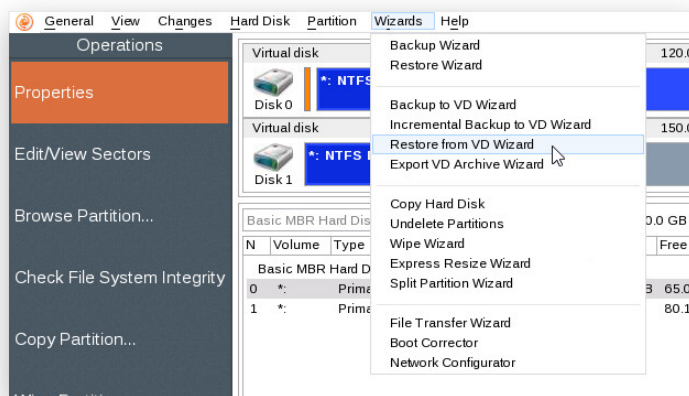 General View Changes Hard Disk Partition Wizards Help
Operations
Properties
Edit/View Sectors
Browse Partition...
Check File System Integrity
Copy Partition...
Virtual disk 120.0
*: NTFS
Disk 0
Virtual disk 150.0
*: NTFS
Disk 1
Basic MBR Hard Dis 0.0 GB
N Volume Type Free
Basic MBR Hard D
0 *: Prima B 65.0
1 *: Prima 80.1
Backup Wizard
Restore Wizard
Backup to VD Wizard
Incremental Backup to VD Wizard
Restore from VD Wizard
Export VD Archive Wizard
Copy Hard Disk
Undelete Partitions
Wipe Wizard
Express Resize Wizard
Split Partition Wizard
File Transfer Wizard
Boot Corrector
Network Configurator